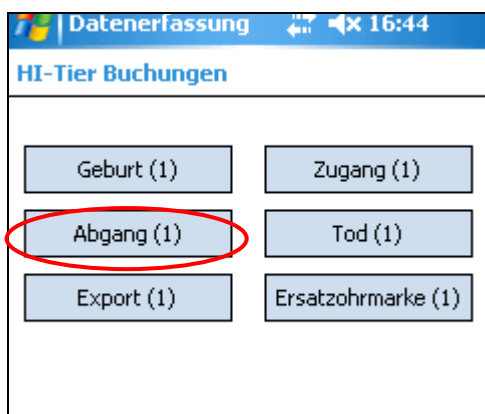 Datenerfassung 16:44
HI-Tier Buchungen
Geburt (1) Zugang (1)
Abgang (1) Tod (1)
Export (1) Ersatzohrmarke (1)